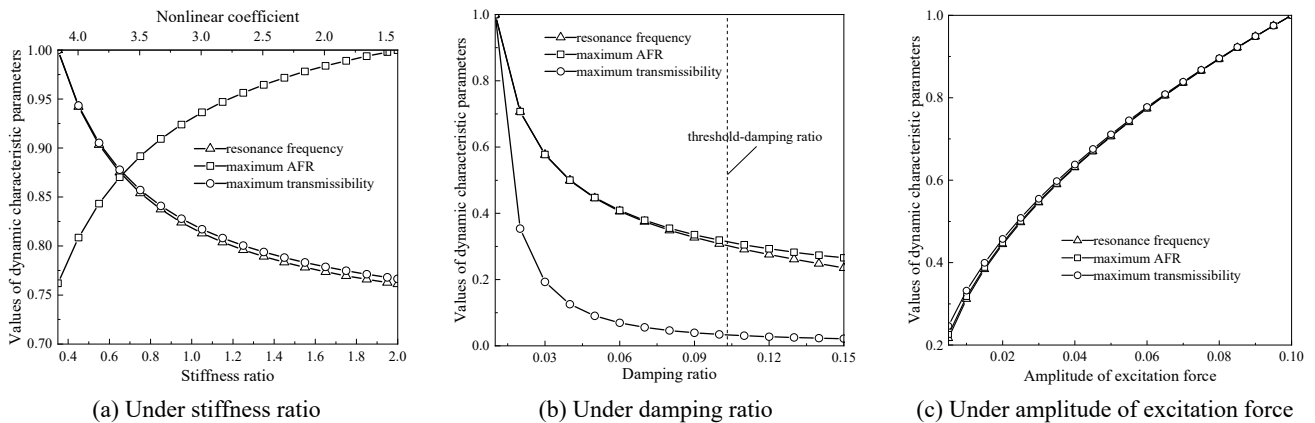 Nonlinear coefficient
4.0 3.5 3.0 2.5 2.0 1.5
Values of dynamic characteristic parameters
1.00
0.95
0.90
0.85
0.80
0.75
0.70
resonance frequency
maximum AFR
maximum transmissibility
0.4 0.6 0.8 1.0 1.2 1.4 1.6 1.8 2.0
Stiffness ratio
(a) Under stiffness ratio
Values of dynamic characteristic parameters
1.0
0.8
0.6
0.4
0.2
0.0
resonance frequency
maximum AFR
maximum transmissibility
threshold-damping ratio
0.03 0.06 0.09 0.12 0.15
Damping ratio
(b) Under damping ratio
Values of dynamic characteristic parameters
1.0
0.8
0.6
0.4
0.2
resonance frequency
maximum AFR
maximum transmissibility
0.02 0.04 0.06 0.08 0.10
Amplitude of excitation force
(c) Under amplitude of excitation force